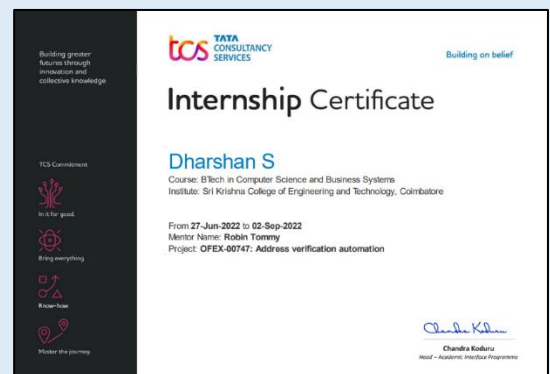 Building greater
futures through
innovation and
collective knowledge
TCS Commitment
In it for good.
Bring everything.
Know-how.
Master the journey
tcs TATA
CONSULTANCY
SERVICES
Building on belief
Internship Certificate
Dharshan S
Course: BTech in Computer Science and Business Systems
Institute: Sri Krishna College of Engineering and Technology, Coimbatore
From 27-Jun-2022 to 02-Sep-2022
Mentor Name: Robin Tommy
Project: OFEX-00747: Address verification automation
Chandra Koduru
Chandra Koduru
Head – Academic Interface Programme